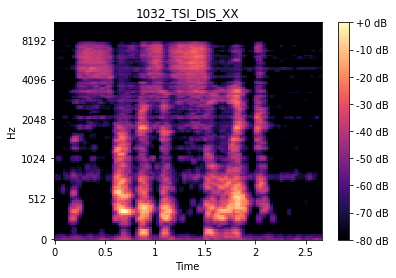 1032_TSI_DIS_XX
8192
4096
2048
1024
512
0
Hz
0
0.5
1
1.5
2
2.5
Time
+0 dB
-10 dB
-20 dB
-30 dB
-40 dB
-50 dB
-60 dB
-70 dB
-80 dB